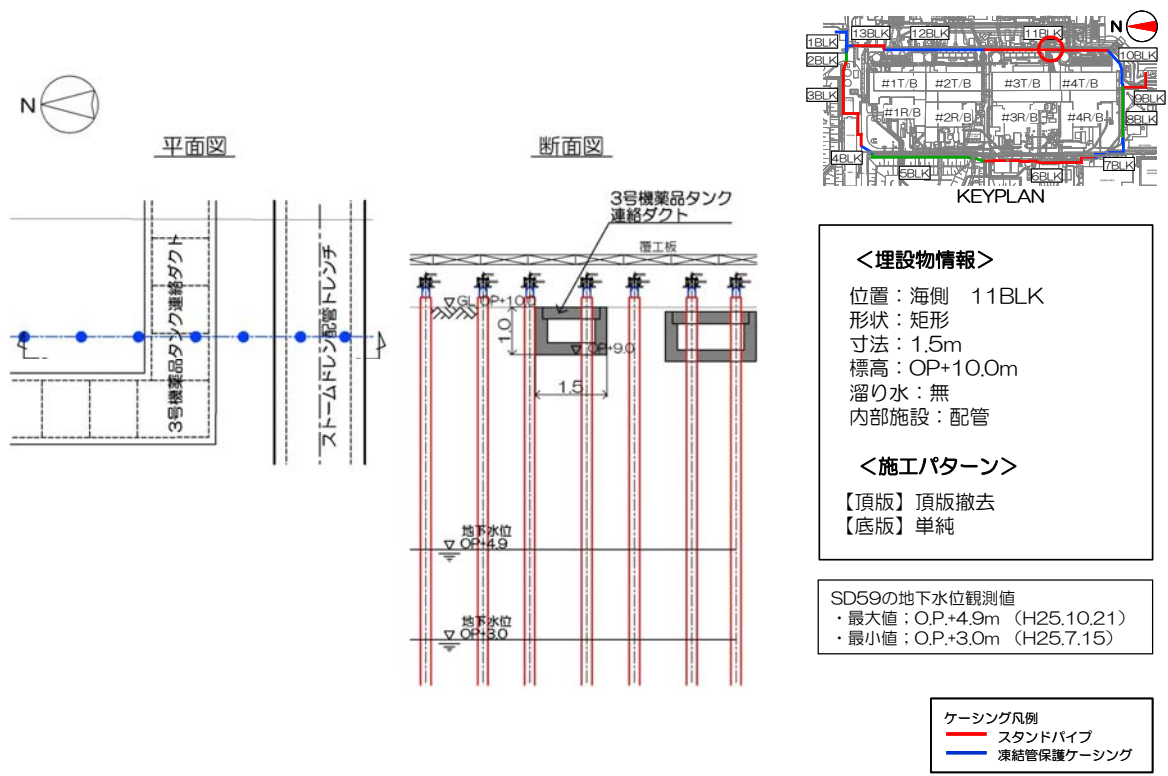 N
平面図
断面図
3号機薬品タンク連絡ダクト
ストームドレン配管トレンチ
3号機薬品タンク
連絡ダクト
覆工板
GL OP+10.0
1.0
OP+9.0
1.5
地下水位
OP+4.9
地下水位
OP+3.0
N
1BLK
13BLK
12BLK
11BLK
2BLK
10BLK
3BLK
#1T/B
#2T/B
#3T/B
#4T/B
9BLK
#1R/B
#2R/B
#3R/B
#4R/B
8BLK
4BLK
5BLK
6BLK
7BLK
KEYPLAN
＜埋設物情報＞
位置：海側　11BLK
形状：矩形
寸法：1.5m
標高：OP+10.0m
溜り水：無
内部施設：配管
＜施工パターン＞
【頂版】頂版撤去
【底版】単純
SD59の地下水位観測値
・最大値；O.P.+4.9m （H25.10.21）
・最小値；O.P.+3.0m （H25.7.15）
ケーシング凡例
スタンドパイプ
凍結管保護ケーシング